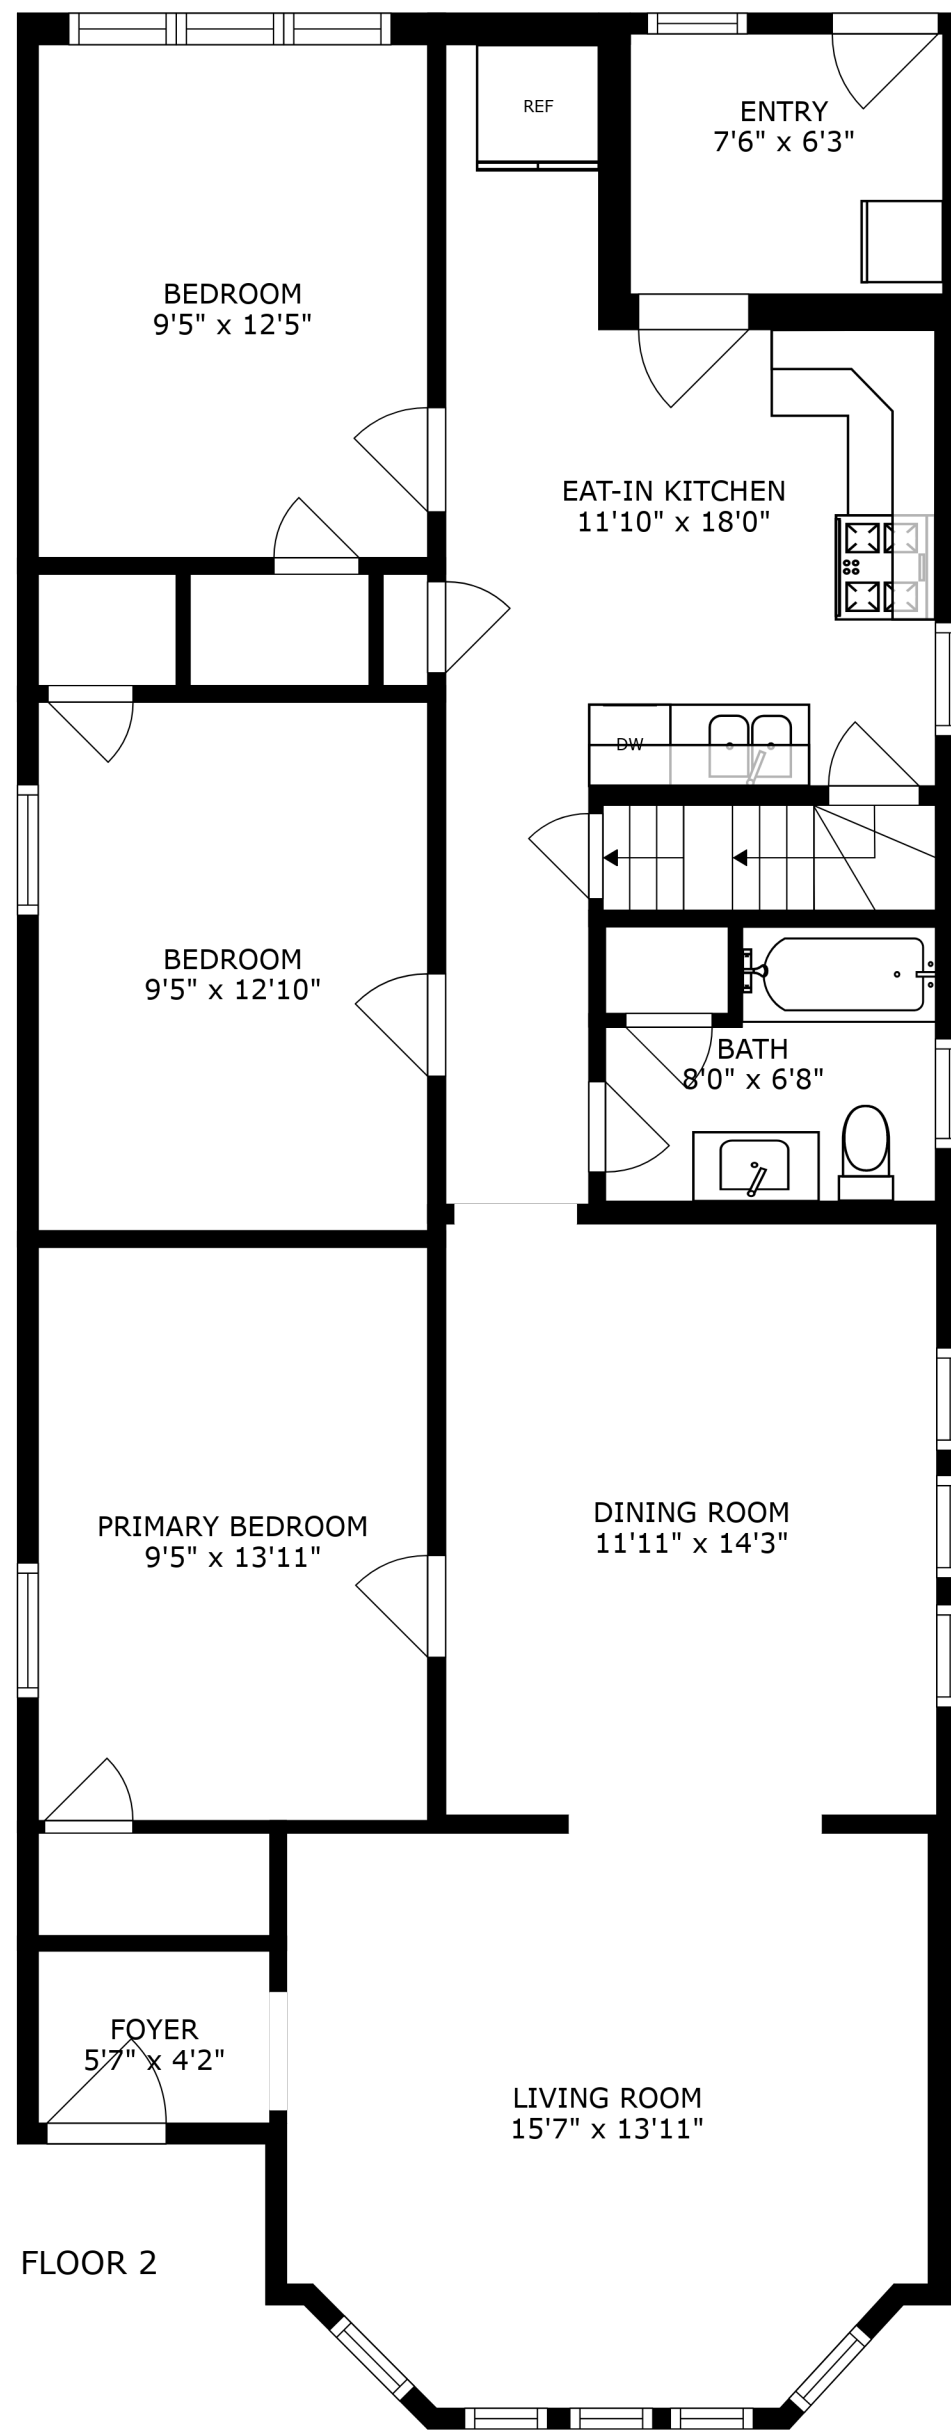 REF
ENTRY
7'6" x 6'3"
BEDROOM
9'5" x 12'5"
EAT-IN KITCHEN
11'10" x 18'0"
DW
BEDROOM
9'5" x 12'10"
BATH
8'0" x 6'8"
DINING ROOM
11'11" x 14'3"
PRIMARY BEDROOM
9'5" x 13'11"
FOYER
5'7" x 4'2"
LIVING ROOM
15'7" x 13'11"
FLOOR 2